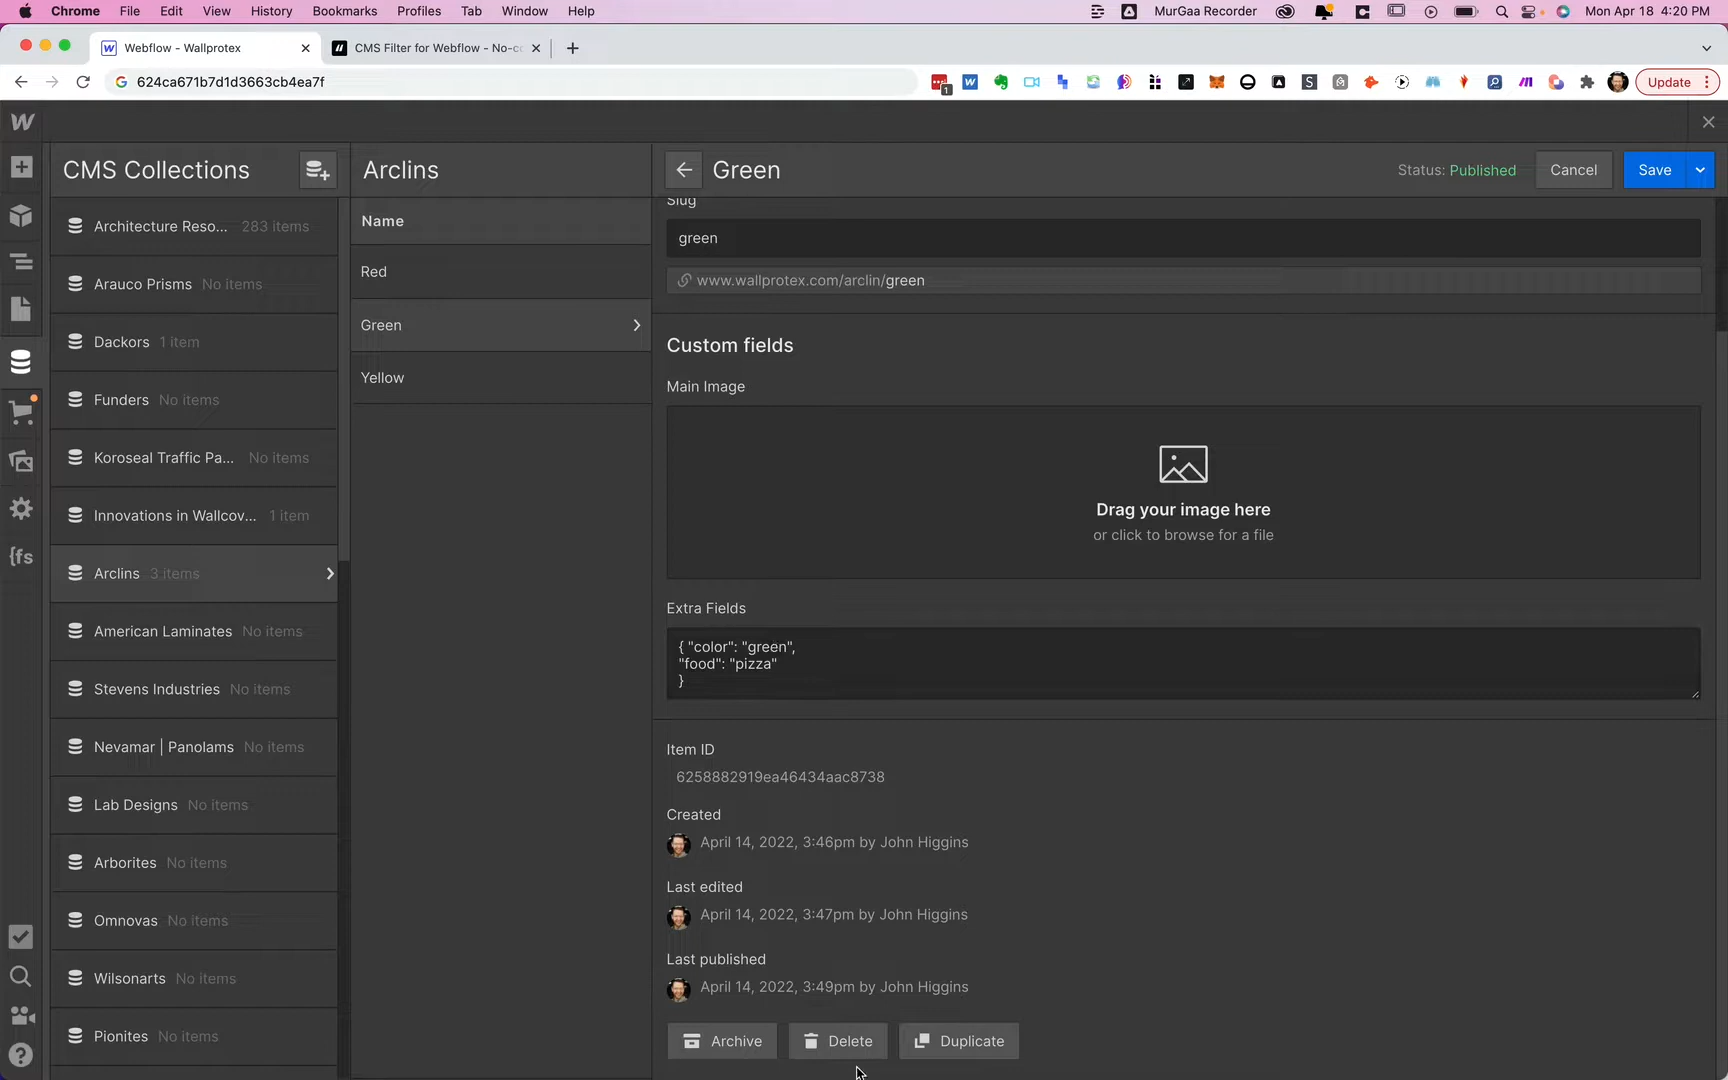 Chrome File Edit View History Bookmarks Profiles Tab Window Help MurGaa Recorder Mon Apr 18 4:20 PM
Webflow - Wallprotex CMS Filter for Webflow - No-c
624ca671b7d1d3663cb4ea7f 1 Update
CMS Collections Arclins Green Status: Published Cancel Save
Architecture Reso... 283 items
Arauco Prisms No items
Dackors 1 item
Funders No items
Koroseal Traffic Pa... No items
Innovations in Wallcov... 1 item
Arclins 3 items
American Laminates No items
Stevens Industries No items
Nevamar | Panolams No items
Lab Designs No items
Arborites No items
Omnovas No items
Wilsonarts No items
Pionites No items
{fs
Name
Red
Green
Yellow
Slug
green
www.wallprotex.com/arclin/green
Custom fields
Main Image
Drag your image here
or click to browse for a file
Extra Fields
{ "color": "green",
"food": "pizza"
}
Item ID
6258882919ea46434aac8738
Created
April 14, 2022, 3:46pm by John Higgins
Last edited
April 14, 2022, 3:47pm by John Higgins
Last published
April 14, 2022, 3:49pm by John Higgins
Archive Delete Duplicate